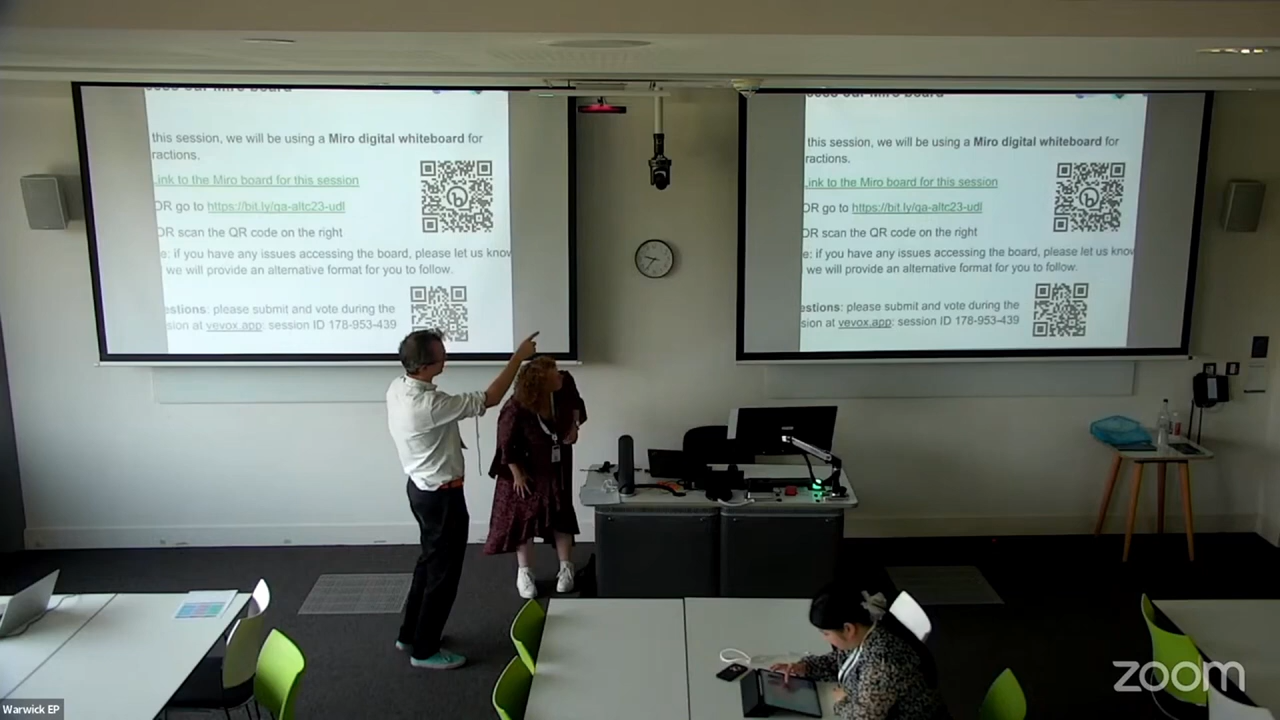 our Miro board
this session, we will be using a Miro digital whiteboard for
ractions.
Link to the Miro board for this session
OR go to https://bit.ly/qa-altc23-udl
OR scan the QR code on the right
e: if you have any issues accessing the board, please let us know
we will provide an alternative format for you to follow.
estions: please submit and vote during the
sion at vevox.app: session ID 178-953-439
our Miro board
this session, we will be using a Miro digital whiteboard for
ractions.
Link to the Miro board for this session
OR go to https://bit.ly/qa-altc23-udl
OR scan the QR code on the right
e: if you have any issues accessing the board, please let us know
we will provide an alternative format for you to follow.
estions: please submit and vote during the
sion at vevox.app: session ID 178-953-439
zoom
Warwick EP